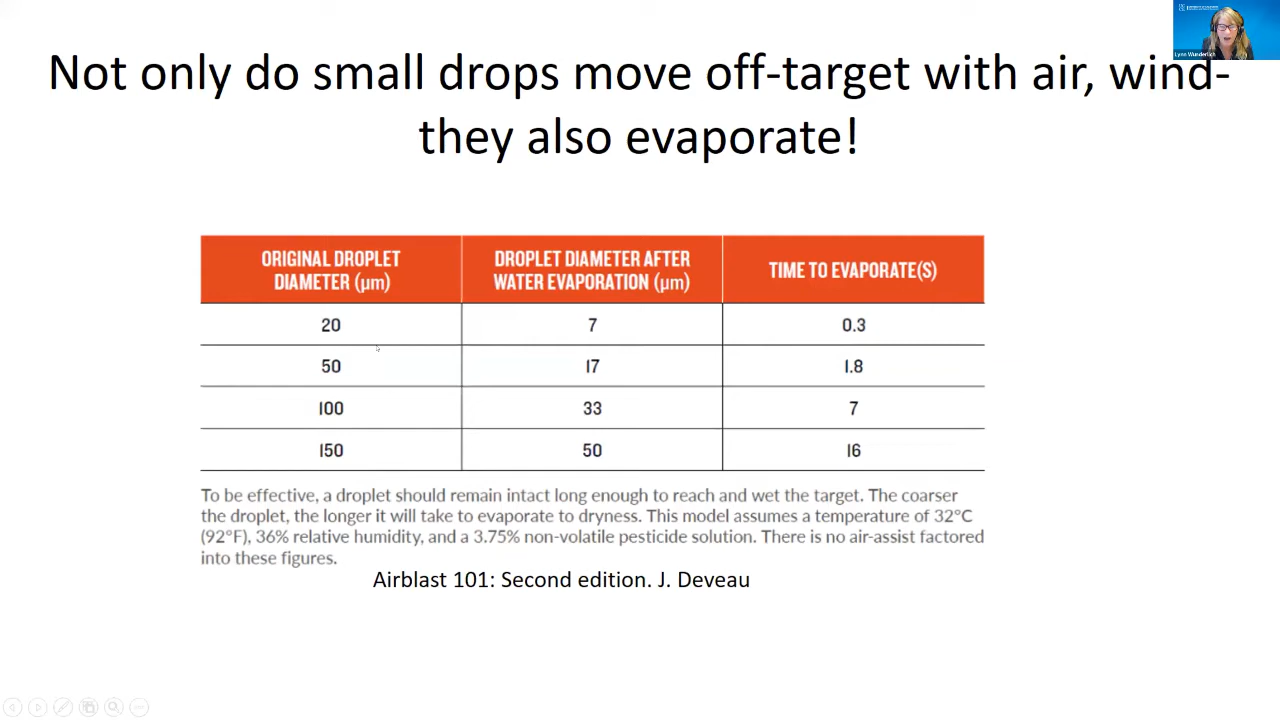 Not only do small drops move off-target with air, wind-
they also evaporate!
Lynn Wunderlich
ORIGINAL DROPLET
DIAMETER (µm)
DROPLET DIAMETER AFTER
WATER EVAPORATION (µm)
TIME TO EVAPORATE(S)
20 7 0.3
50 17 1.8
100 33 7
150 50 16
To be effective, a droplet should remain intact long enough to reach and wet the target. The coarser
the droplet, the longer it will take to evaporate to dryness. This model assumes a temperature of 32°C
(92°F), 36% relative humidity, and a 3.75% non-volatile pesticide solution. There is no air-assist factored
into these figures.
Airblast 101: Second edition. J. Deveau